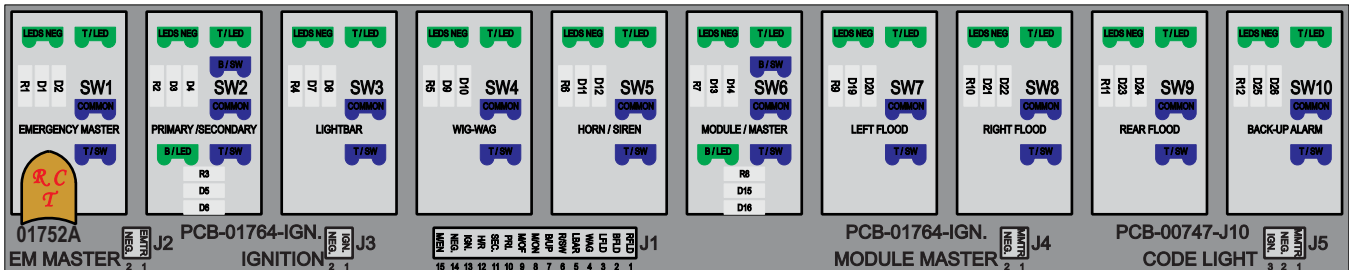 LEDS NEG T / LED LEDS NEG T / LED LEDS NEG T / LED LEDS NEG T / LED LEDS NEG T / LED LEDS NEG T / LED LEDS NEG T / LED LEDS NEG T / LED LEDS NEG T / LED LEDS NEG T / LED
B / SW B / SW
R1 D1 D2 SW1 R2 D3 D4 SW2 R4 D7 D8 SW3 R5 D9 D10 SW4 R6 D11 D12 SW5 R7 D13 D14 SW6 R9 D19 D20 SW7 R10 D21 D22 SW8 R11 D23 D24 SW9 R12 D25 D26 SW10
COMMON COMMON COMMON COMMON COMMON COMMON COMMON COMMON COMMON COMMON
EMERGENCY MASTER PRIMARY /SECONDARY LIGHTBAR WIG-WAG HORN / SIREN MODULE / MASTER LEFT FLOOD RIGHT FLOOD REAR FLOOD BACK-UP ALARM
T / SW B / LED T / SW T / SW T / SW T / SW B / LED T / SW T / SW T / SW T / SW T / SW
R C
T
R3 R8
D5 D15
D6 D16
01752A PCB-01764-IGN. PCB-01764-IGN. PCB-00747-J10
EM MASTER NEG. EMTR J2 IGNITION NEG. IGN. J3 MEN NEG. IGN. HR SEC. PRI. MOF MON BUP RSW LBAR WAG LFLD BFLD RFLD J1 MODULE MASTER NEG. MMTR J4 CODE LIGHT IGN. NEG. MMTR J5
2 1 2 1 15 14 13 12 11 10 9 8 7 6 5 4 3 2 1 2 1 3 2 1